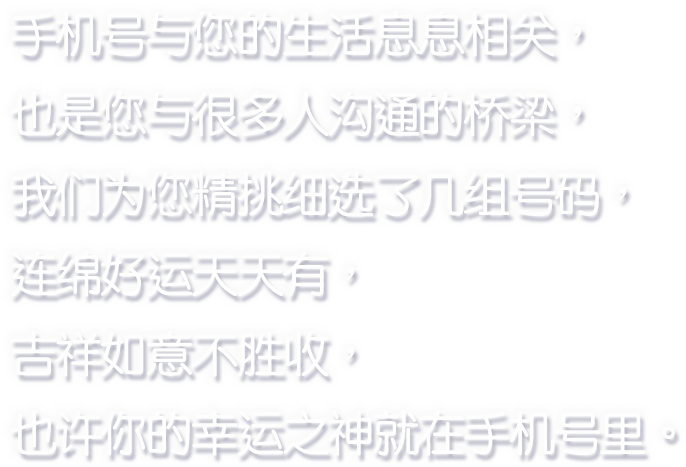 手机号与您的生活息息相关，
也是您与很多人沟通的桥梁，
我们为您精挑细选了几组号码，
连绵好运天天有，
吉祥如意不胜收，
也许你的幸运之神就在手机号里。